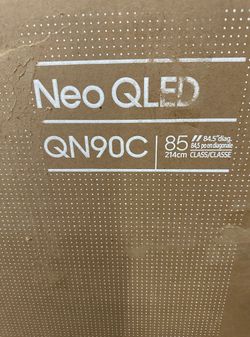 Neo QLED
QN90C
85" 84.5"diag.
84,5 po en diagonale
214cm CLASS/CLASSE